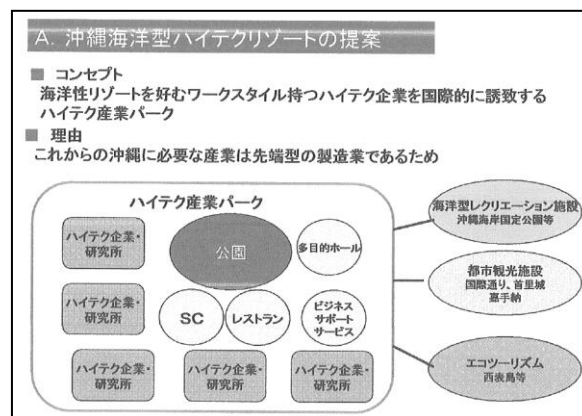 A. 沖縄海洋型ハイテクリゾートの提案
■ コンセプト
海洋性リゾートを好むワークスタイル持つハイテク企業を国際的に誘致する
ハイテク産業パーク
■ 理由
これからの沖縄に必要な産業は先端型の製造業であるため
ハイテク産業パーク
ハイテク企業・
研究所
公園
多目的ホール
ハイテク企業・
研究所
SC
レストラン
ビジネス
サポート
サービス
ハイテク企業・
研究所
ハイテク企業・
研究所
ハイテク企業・
研究所
海洋型レクリエーション施設
沖縄海岸国定公園等
都市観光施設
国際通り、首里城
嘉手納
エコツーリズム
西表島等